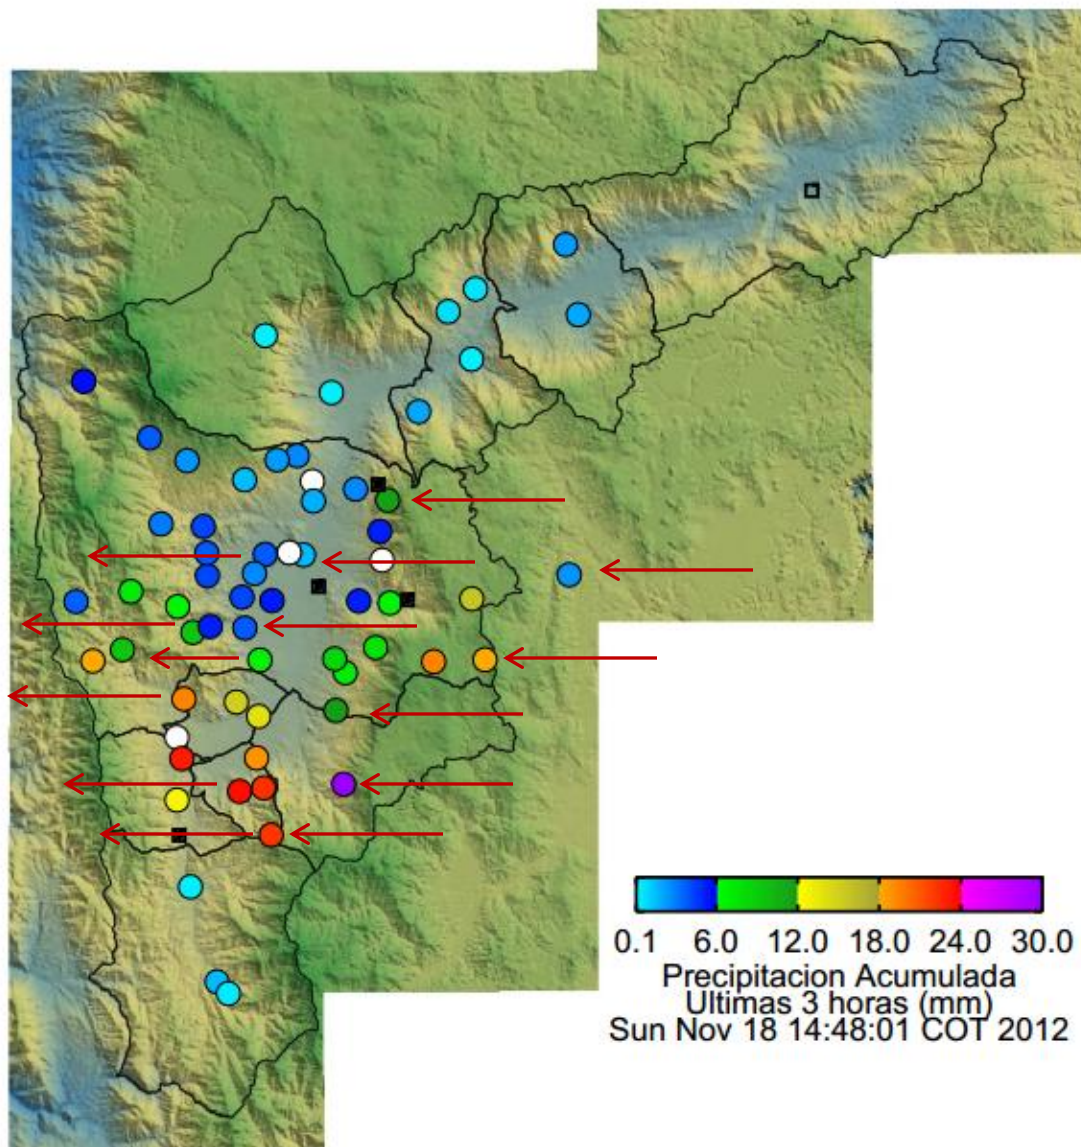 0.1 6.0 12.0 18.0 24.0 30.0
Precipitacion Acumulada
Ultimas 3 horas (mm)
Sun Nov 18 14:48:01 COT 2012